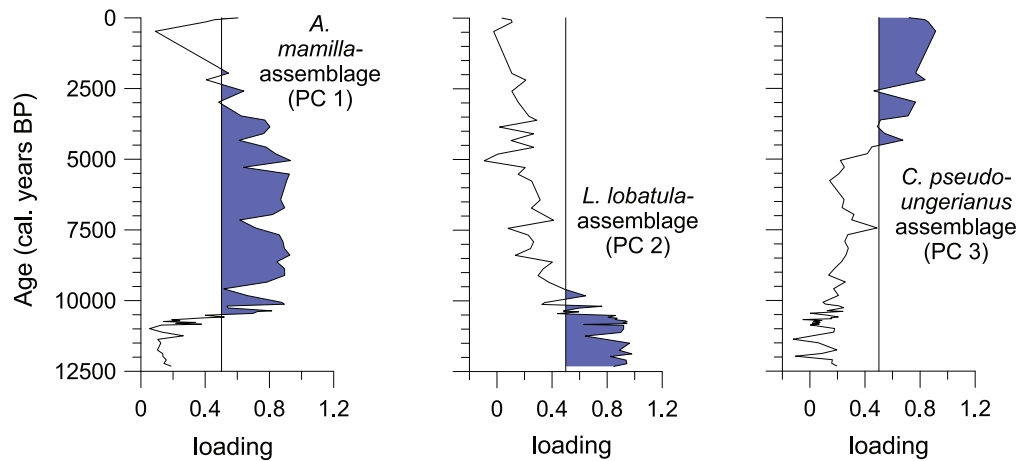 0
2500
5000
7500
10000
12500
Age (cal. years BP)
A.
mamilla-
assemblage
(PC 1)
0 0.4 0.8 1.2
loading
L. lobatula-
assemblage
(PC 2)
0 0.4 0.8 1.2
loading
C. pseudo-
ungerianus
assemblage
(PC 3)
0 0.4 0.8 1.2
loading